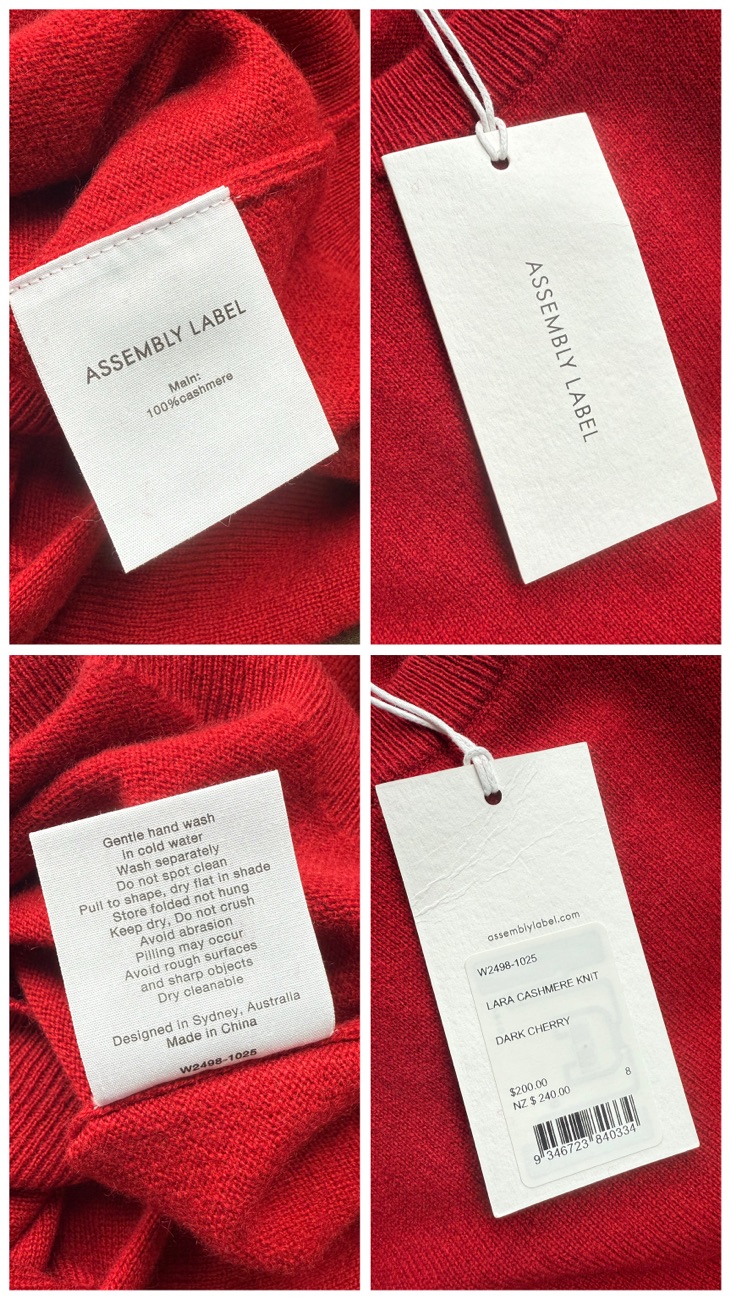 ASSEMBLY LABEL
Main:
100%cashmere
ASSEMBLY LABEL
Gentle hand wash
in cold water
Wash separately
Do not spot clean
Pull to shape, dry flat in shade
Store folded not hung
Keep dry, Do not crush
Avoid abrasion
Pilling may occur
Avoid rough surfaces
and sharp objects
Dry cleanable
Designed in Sydney, Australia
Made in China
W2498-1025
assemblylabel.com
W2498-1025
LARA CASHMERE KNIT
DARK CHERRY
$200.00
NZ $ 240.00 8
9 346723 840334